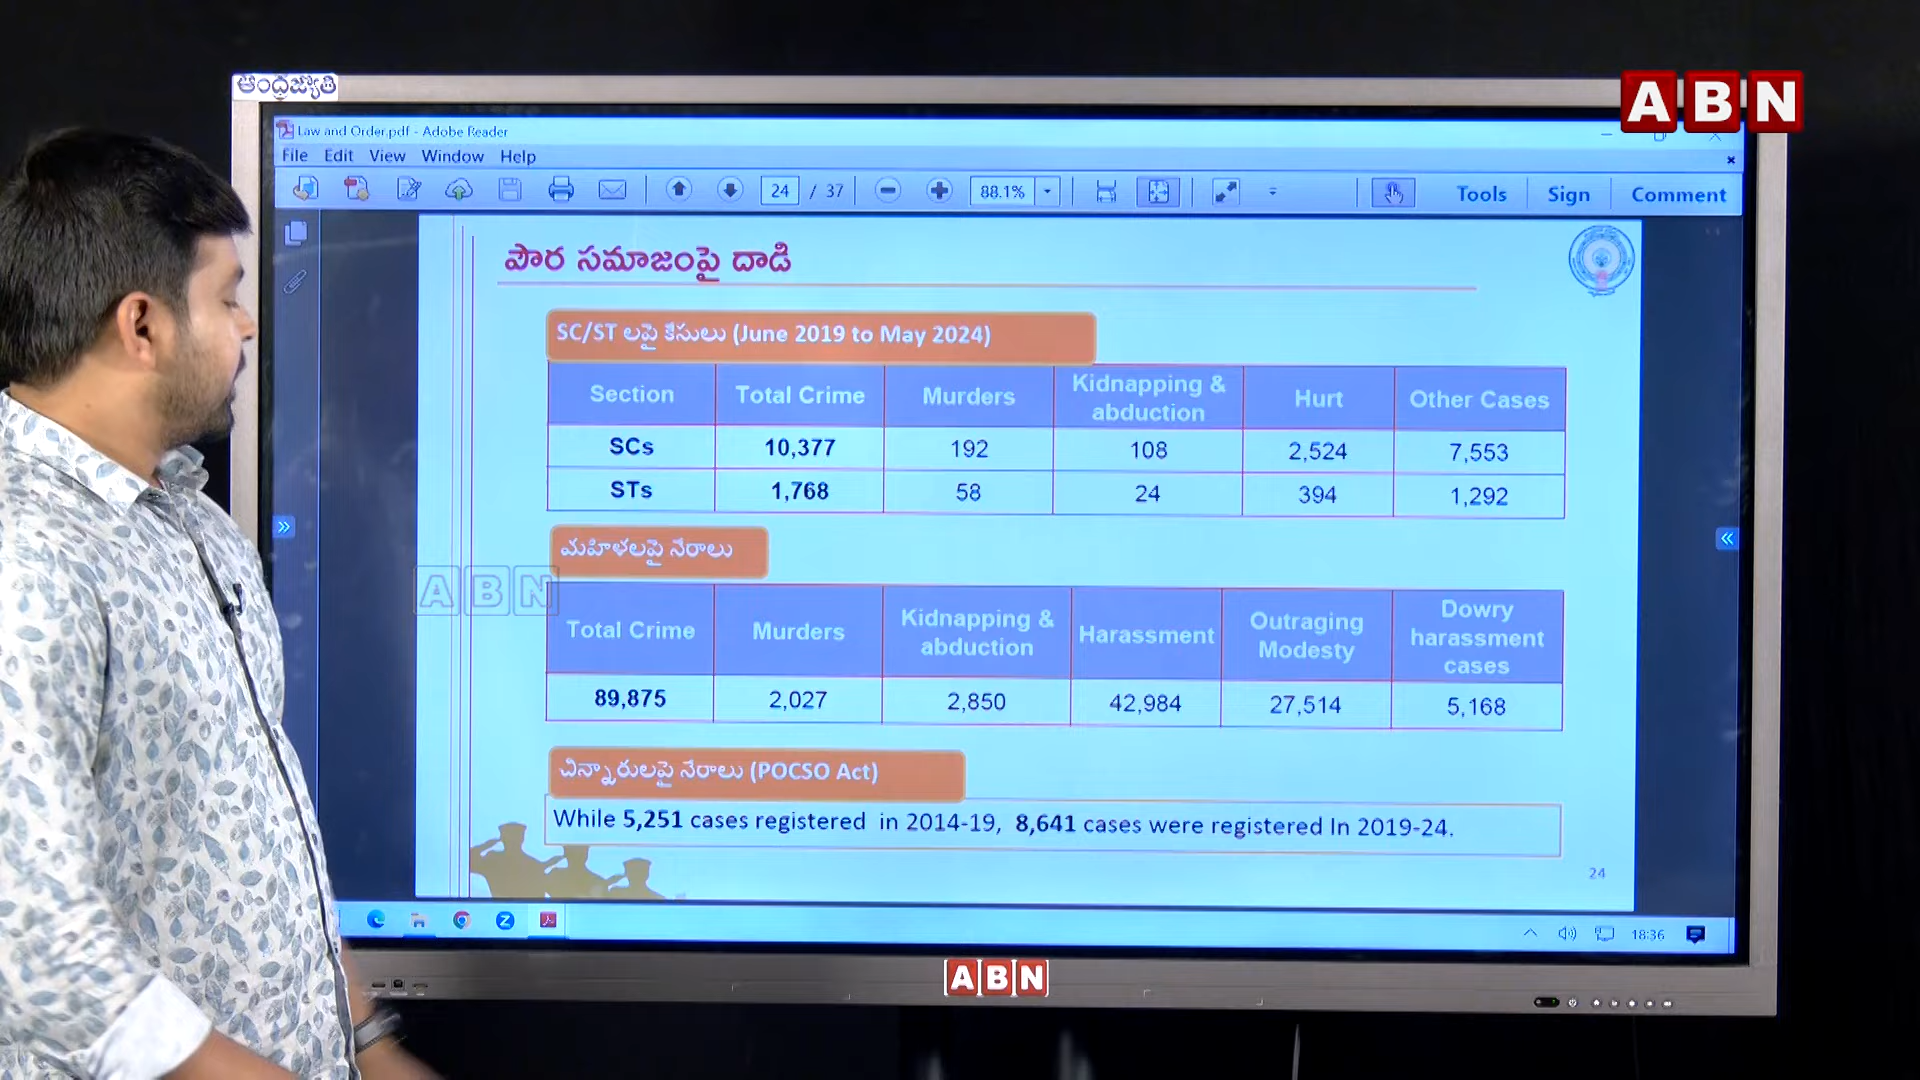 ఆంధ్రజ్యోతి
ABN
Law and Order.pdf - Adobe Reader
File Edit View Window Help
24 / 37 88.1% Tools Sign Comment
పౌర సమాజంపై దాడి
SC/ST లపై కేసులు (June 2019 to May 2024)
Section Total Crime Murders Kidnapping & abduction Hurt Other Cases
SCs 10,377 192 108 2,524 7,553
STs 1,768 58 24 394 1,292
మహిళలపై నేరాలు
ABN
Total Crime Murders Kidnapping & abduction Harassment Outraging Modesty Dowry harassment cases
89,875 2,027 2,850 42,984 27,514 5,168
చిన్నారులపై నేరాలు (POCSO Act)
While 5,251 cases registered in 2014-19, 8,641 cases were registered In 2019-24.
24
18:36
ABN